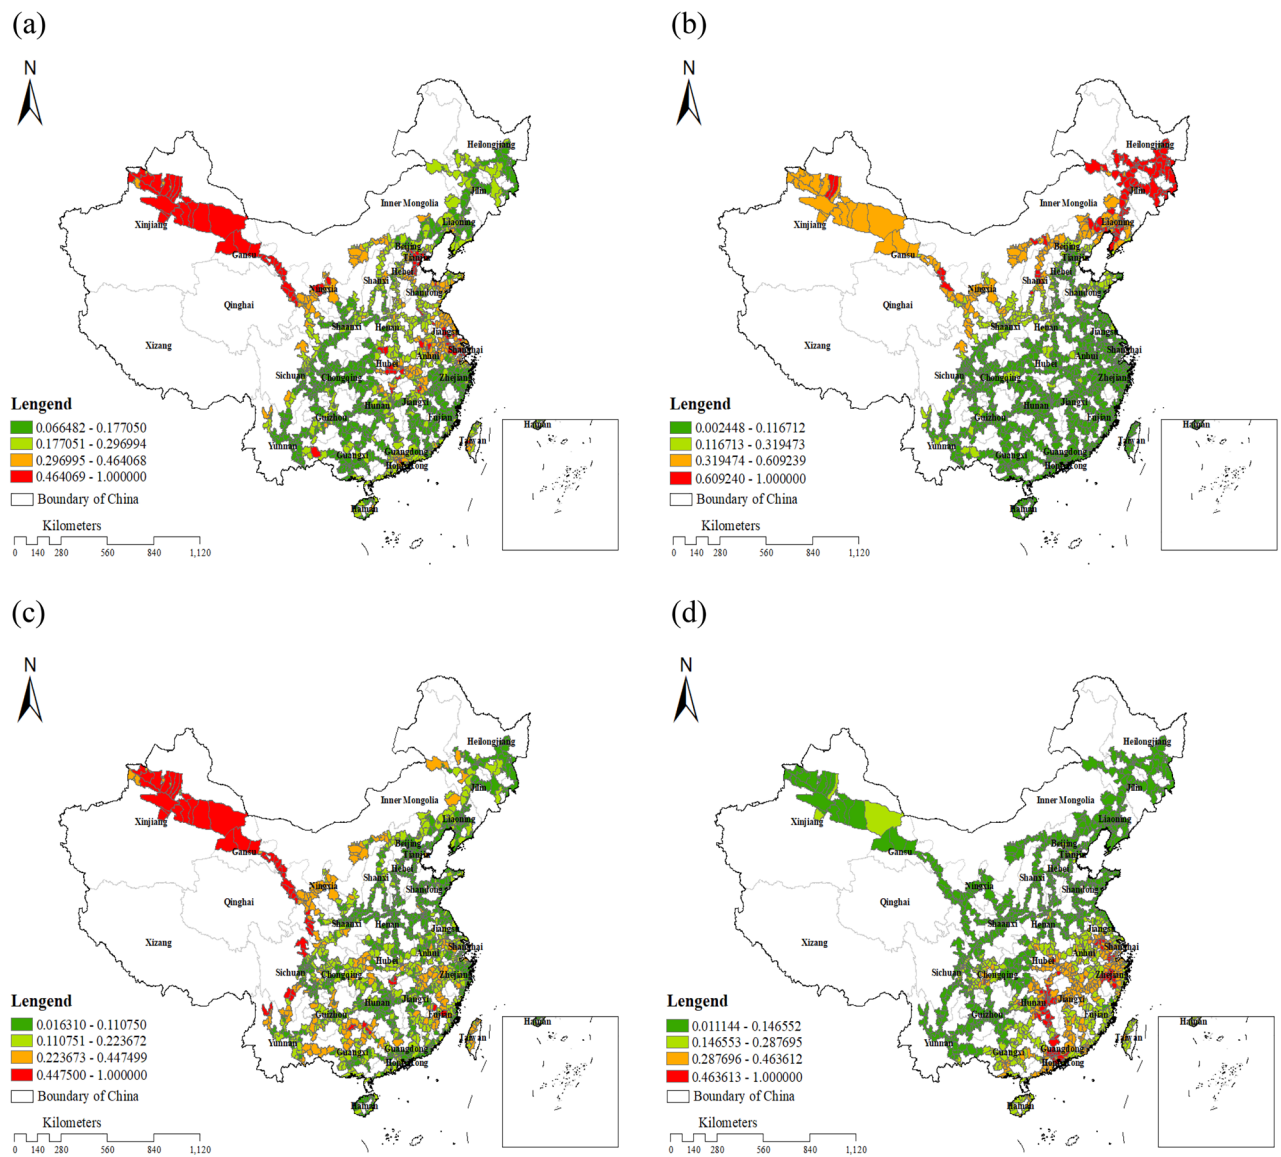 (a)
N
Heilongjiang
Jilin
Inner Mongolia
Liaoning
Xinjiang
Beijing
Tianjin
Gansu
Hebei
Ningxia
Shanxi
Shandong
Qinghai
Shaanxi
Henan
Jiangsu
Xizang
Anhui
Shanghai
Hubei
Sichuan
Chongqing
Zhejiang
Hunan
Jiangxi
Guizhou
Fujian
Yunnan
Guangxi
Guangdong
Taiwan
HongKong
Hainan
Hainan
Lengend
0.066482 - 0.177050
0.177051 - 0.296994
0.296995 - 0.464068
0.464069 - 1.000000
Boundary of China
Kilometers
0 140 280 560 840 1,120
(b)
N
Heilongjiang
Jilin
Inner Mongolia
Liaoning
Xinjiang
Beijing
Tianjin
Gansu
Hebei
Ningxia
Shanxi
Shandong
Qinghai
Shaanxi
Henan
Jiangsu
Xizang
Anhui
Shanghai
Hubei
Sichuan
Chongqing
Zhejiang
Hunan
Jiangxi
Guizhou
Fujian
Yunnan
Guangxi
Guangdong
Taiwan
HongKong
Hainan
Hainan
Lengend
0.002448 - 0.116712
0.116713 - 0.319473
0.319474 - 0.609239
0.609240 - 1.000000
Boundary of China
Kilometers
0 140 280 560 840 1,120
(c)
N
Heilongjiang
Jilin
Inner Mongolia
Liaoning
Xinjiang
Beijing
Tianjin
Gansu
Hebei
Ningxia
Shanxi
Shandong
Qinghai
Shaanxi
Henan
Jiangsu
Xizang
Anhui
Shanghai
Hubei
Sichuan
Chongqing
Zhejiang
Hunan
Jiangxi
Guizhou
Fujian
Yunnan
Guangxi
Guangdong
Taiwan
HongKong
Hainan
Hainan
Lengend
0.016310 - 0.110750
0.110751 - 0.223672
0.223673 - 0.447499
0.447500 - 1.000000
Boundary of China
Kilometers
0 140 280 560 840 1,120
(d)
N
Heilongjiang
Jilin
Inner Mongolia
Liaoning
Xinjiang
Beijing
Tianjin
Gansu
Hebei
Ningxia
Shanxi
Shandong
Qinghai
Shaanxi
Henan
Jiangsu
Xizang
Anhui
Shanghai
Hubei
Sichuan
Chongqing
Zhejiang
Hunan
Jiangxi
Guizhou
Fujian
Yunnan
Guangxi
Guangdong
Taiwan
HongKong
Hainan
Hainan
Lengend
0.011144 - 0.146552
0.146553 - 0.287695
0.287696 - 0.463612
0.463613 - 1.000000
Boundary of China
Kilometers
0 140 280 560 840 1,120